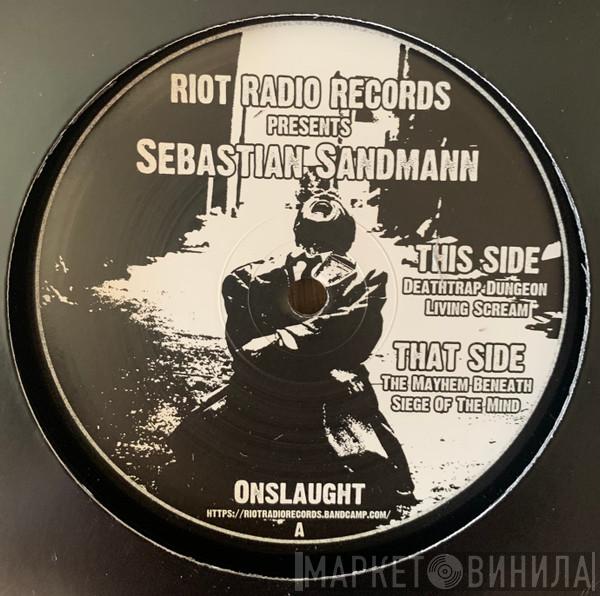 RIOT RADIO RECORDS
PRESENTS
SEBASTIAN SANDMANN
THIS SIDE
DEATHTRAP DUNGEON
LIVING SCREAM
THAT SIDE
THE MAYHEM BENEATH
SIEGE OF THE MIND
ONSLAUGHT
HTTPS://RIOTRADIORECORDS.BANDCAMP.COM/
A
МАРКЕТ ВИНИЛА